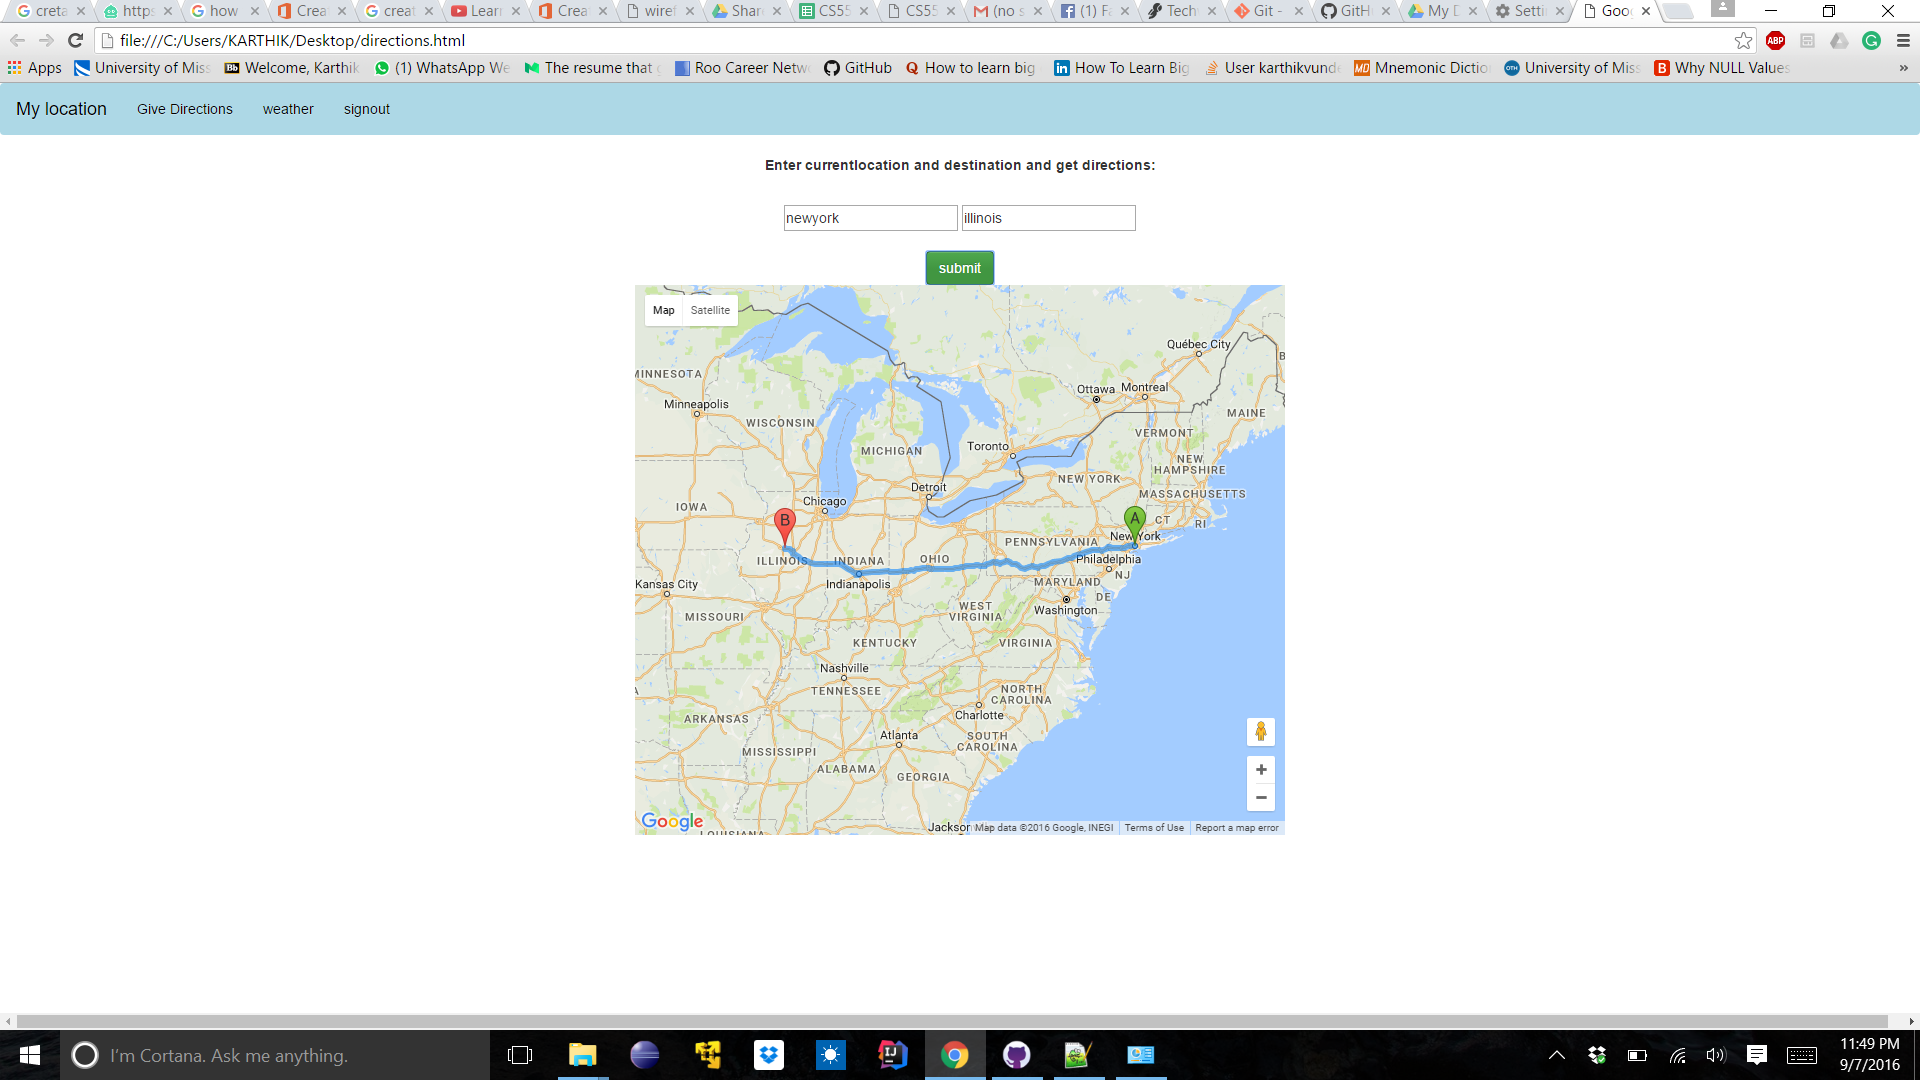 creta https how Crea creat Learn Crea wiref Share CS55 CS55 M (no s (1) Fa Tech Git - GitH My D Setti Goo
file:///C:/Users/KARTHIK/Desktop/directions.html
Apps University of Miss Bb Welcome, Karthik (1) WhatsApp We The resume that Roo Career Netw GitHub How to learn big How To Learn Big User karthikvund Mnemonic Dictio University of Miss Why NULL Values »
My location Give Directions weather signout
Enter currentlocation and destination and get directions:
newyork illinois
submit
Map Satellite
Québec City
MINNESOTA
Ottawa Montreal
Minneapolis
MAINE
WISCONSIN
VERMONT
MICHIGAN
Toronto
NEW
HAMPSHIRE
NEW YORK
Detroit
MASSACHUSETTS
Chicago
IOWA
B
A
CT RI
New York
PENNSYLVANIA
ILLINOIS INDIANA OHIO
Philadelphia
NJ
Kansas City
Indianapolis
MARYLAND
DE
WEST
VIRGINIA
Washington
MISSOURI
KENTUCKY VIRGINIA
Nashville
TENNESSEE
NORTH
CAROLINA
ARKANSAS
Charlotte
Atlanta
SOUTH
CAROLINA
MISSISSIPPI
ALABAMA
GEORGIA
+
−
Google
LOUISIANA
Jackson Map data ©2016 Google, INEGI Terms of Use Report a map error
I'm Cortana. Ask me anything.
11:49 PM
9/7/2016